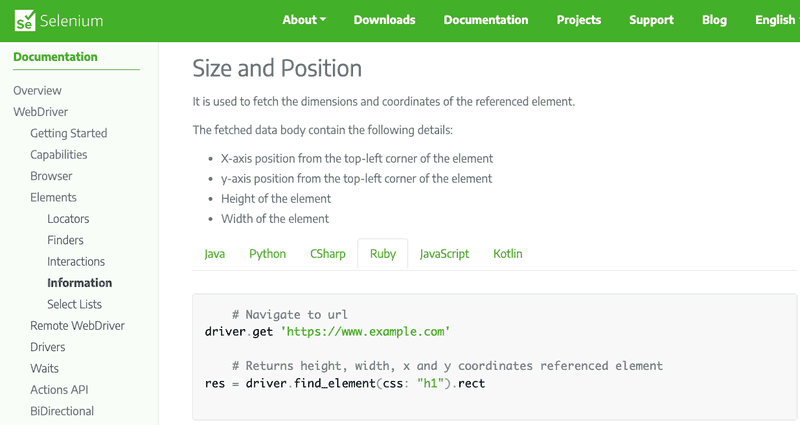 Se Selenium
About Downloads Documentation Projects Support Blog English
Documentation
Overview
WebDriver
Getting Started
Capabilities
Browser
Elements
Locators
Finders
Interactions
Information
Select Lists
Remote WebDriver
Drivers
Waits
Actions API
BiDirectional
Size and Position
It is used to fetch the dimensions and coordinates of the referenced element.
The fetched data body contain the following details:
• X-axis position from the top-left corner of the element
• y-axis position from the top-left corner of the element
• Height of the element
• Width of the element
Java Python CSharp Ruby JavaScript Kotlin
# Navigate to url
driver.get 'https://www.example.com'
# Returns height, width, x and y coordinates referenced element
res = driver.find_element(css: "h1").rect